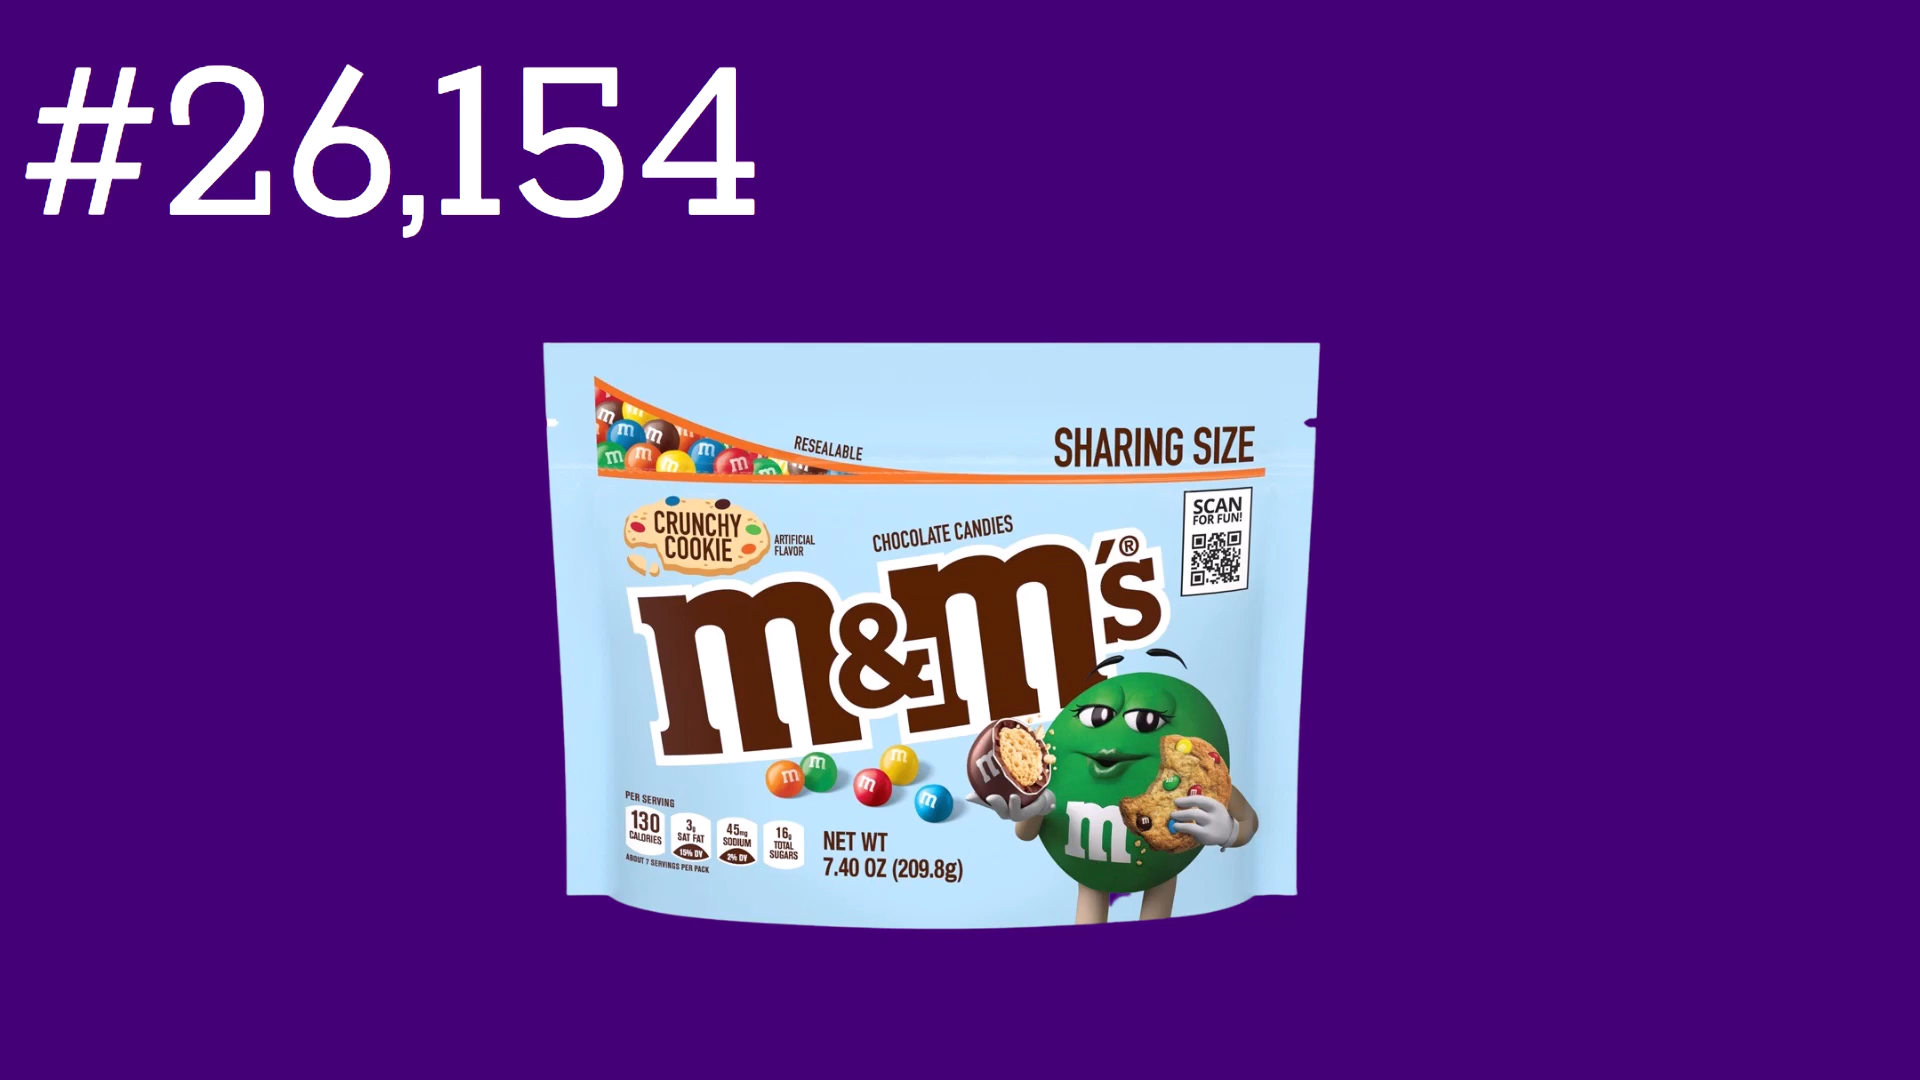 #26,154
RESEALABLE
SHARING SIZE
CRUNCHY
COOKIE
ARTIFICIAL
FLAVOR
CHOCOLATE CANDIES
SCAN
FOR FUN!
m&m's®
PER SERVING
130
CALORIES
3g
SAT FAT
15% DV
45mg
SODIUM
2% DV
16g
TOTAL
SUGARS
ABOUT 7 SERVINGS PER PACK
NET WT
7.40 OZ (209.8g)
m